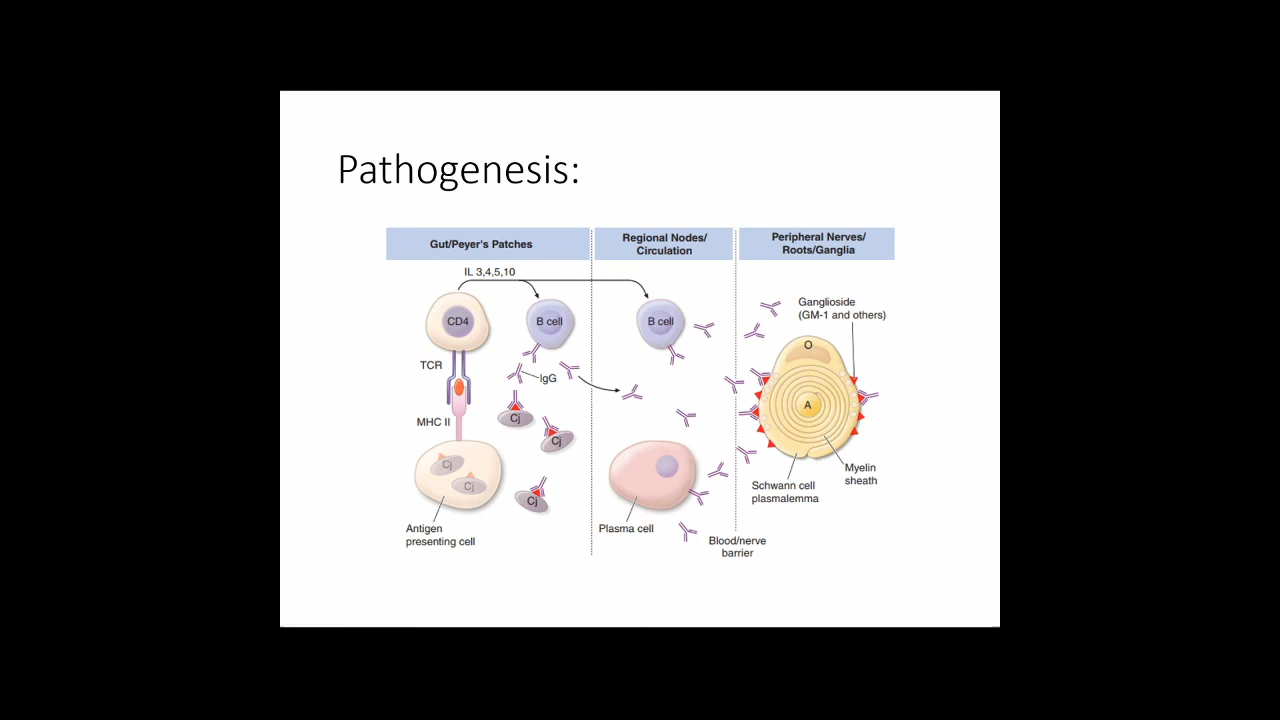 Pathogenesis:
Gut/Peyer's Patches
Regional Nodes/
Circulation
Peripheral Nerves/
Roots/Ganglia
IL 3,4,5,10
CD4
B cell
B cell
Ganglioside
(GM-1 and others)
O
TCR
IgG
A
MHC II
Cj
Cj
Cj
Cj
Cj
Myelin
sheath
Schwann cell
plasmalemma
Antigen
presenting cell
Plasma cell
Blood/nerve
barrier